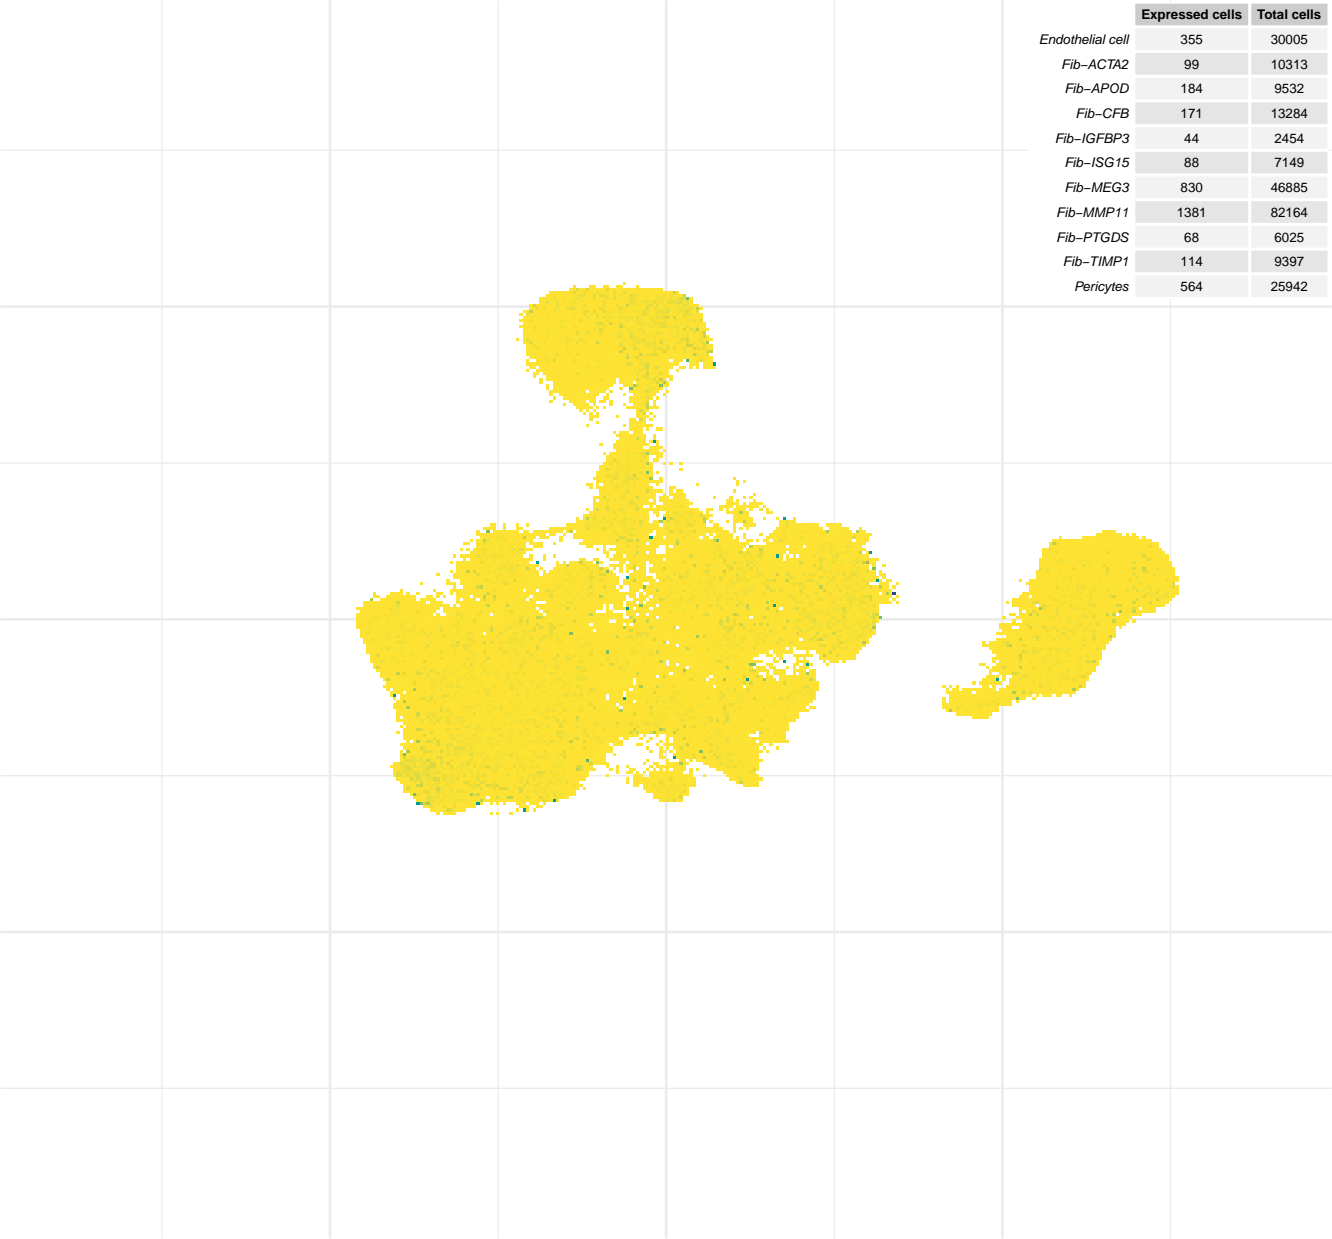 Expressed cells Total cells
Endothelial cell 355 30005
Fib−ACTA2 99 10313
Fib−APOD 184 9532
Fib−CFB 171 13284
Fib−IGFBP3 44 2454
Fib−ISG15 88 7149
Fib−MEG3 830 46885
Fib−MMP11 1381 82164
Fib−PTGDS 68 6025
Fib−TIMP1 114 9397
Pericytes 564 25942